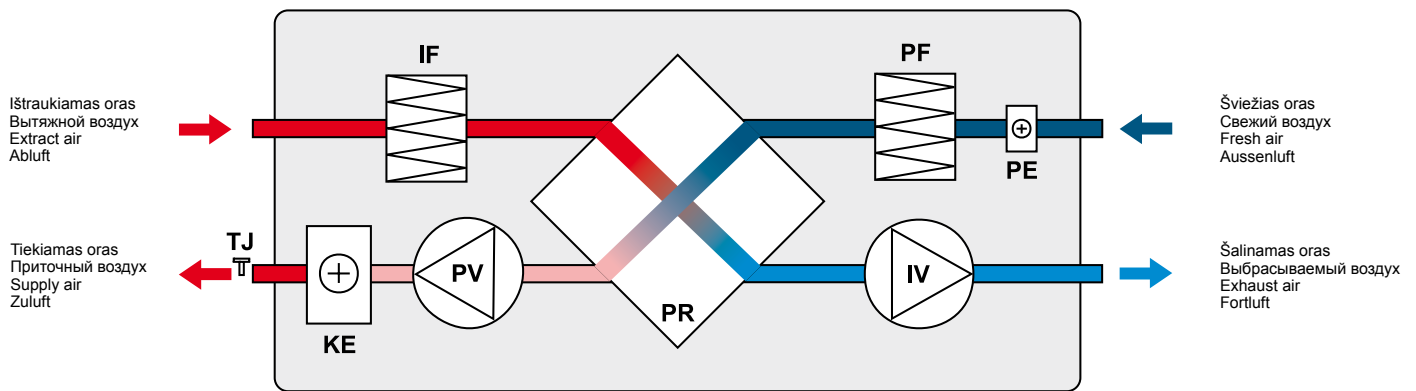 IF
PF
Ištraukiamas oras
Вытяжной воздух
Extract air
Abluft
Šviežias oras
Свежий воздух
Fresh air
Aussenluft
PE
TJ
Tiekiamas oras
Приточный воздух
Supply air
Zuluft
PV
IV
Šalinamas oras
Выбрасываемый воздух
Exhaust air
Fortluft
PR
KE